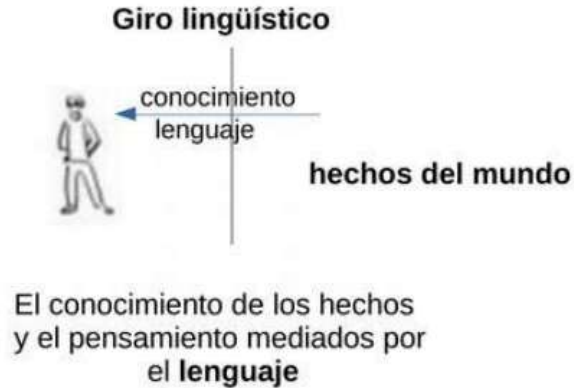 Giro lingüístico
conocimiento
lenguaje
hechos del mundo
El conocimiento de los hechos
y el pensamiento mediados por
el lenguaje